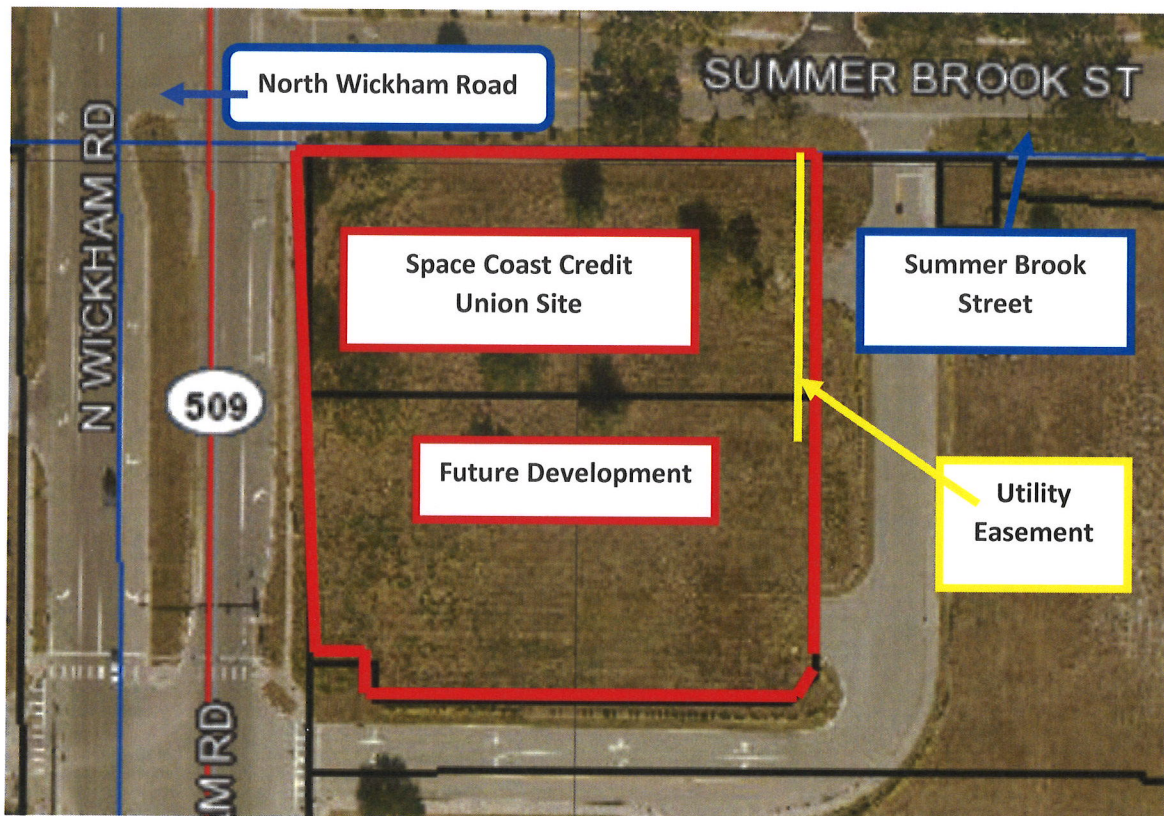 SUMMER BROOK ST
North Wickham Road
N WICKHAM RD
Space Coast Credit
Union Site
Summer Brook
Street
509
Future Development
Utility
Easement
AM RD